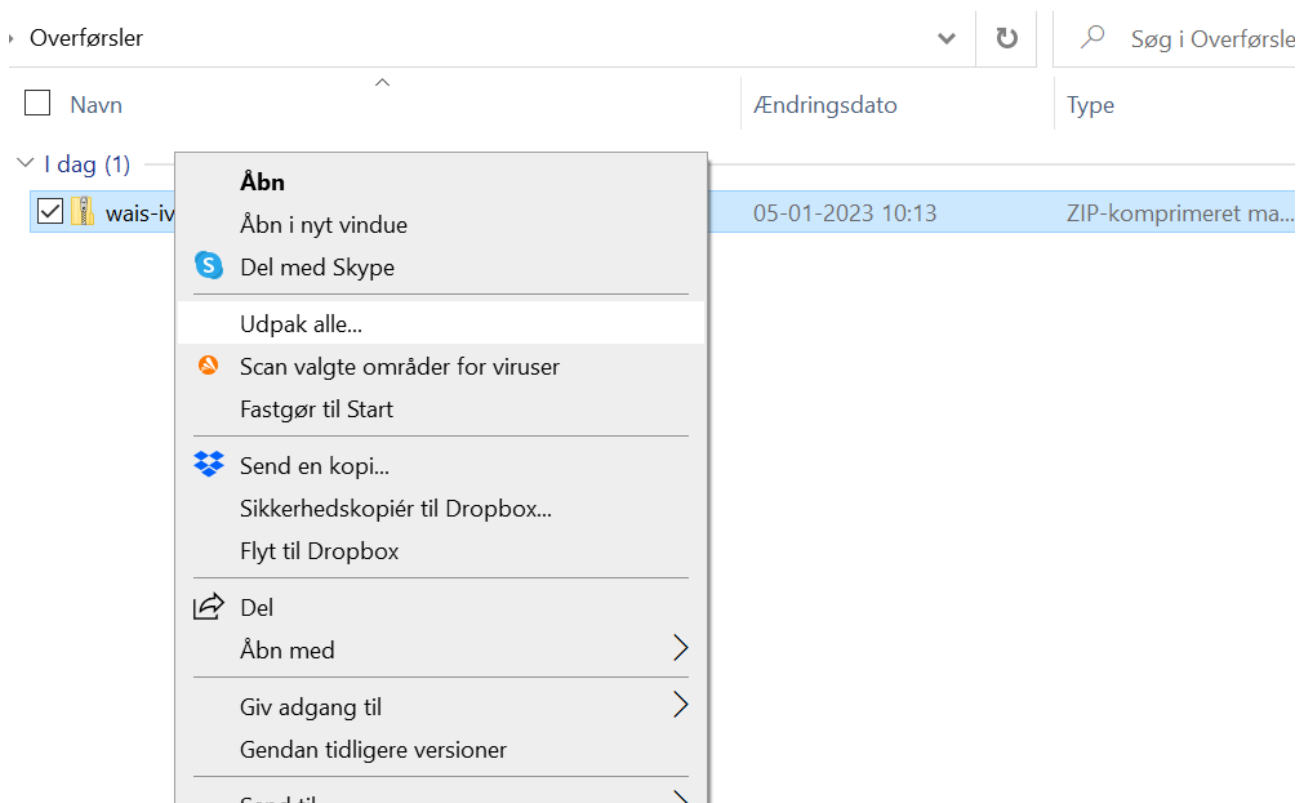 Overførsler
Søg i Overførsle
Navn
Ændringsdato
Type
I dag (1)
wais-iv
05-01-2023 10:13
ZIP-komprimeret ma...
Åbn
Åbn i nyt vindue
Del med Skype
Udpak alle...
Scan valgte områder for viruser
Fastgør til Start
Send en kopi...
Sikkerhedskopiér til Dropbox...
Flyt til Dropbox
Del
Åbn med
Giv adgang til
Gendan tidligere versioner
Send til